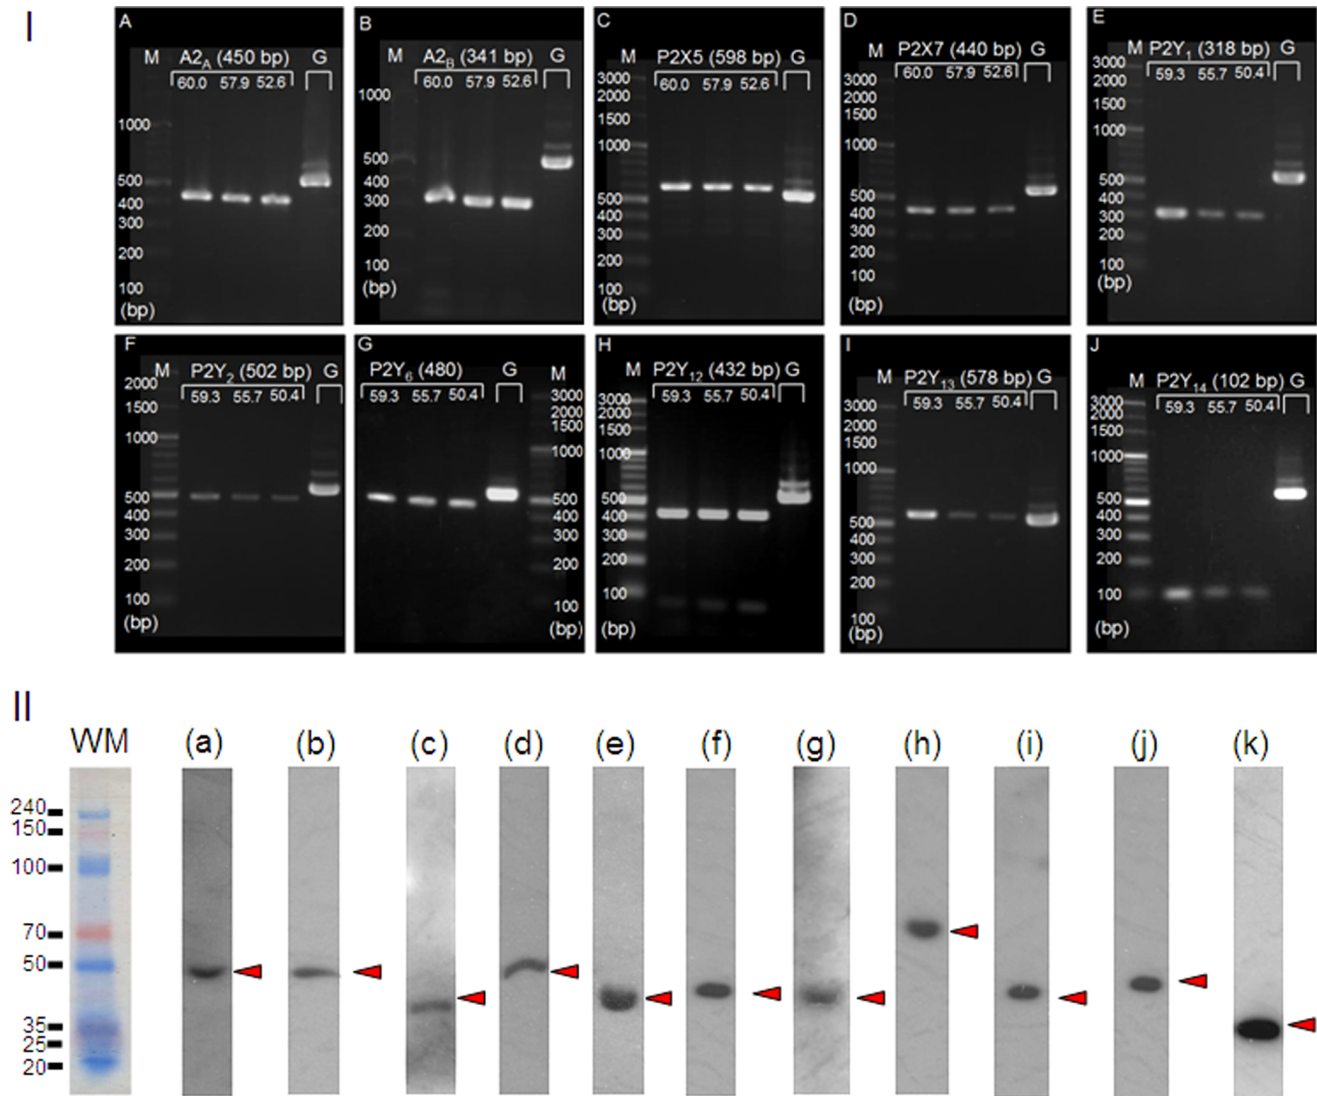 I
A
M A2A (450 bp) G
60.0 57.9 52.6
1000
500
400
300
200
100
(bp)
B
A2B (341 bp) G
60.0 57.9 52.6
1000
500
400
300
200
100
(bp)
C
M P2X5 (598 bp) G
60.0 57.9 52.6
3000
2000
1500
1000
500
400
300
200
100
(bp)
D
M P2X7 (440 bp) G
60.0 57.9 52.6
3000
2000
1500
1000
500
400
300
200
100
(bp)
E
M P2Y1 (318 bp) G
59.3 55.7 50.4
3000
2000
1500
1000
500
400
300
200
100
(bp)
F
M P2Y2 (502 bp) G
59.3 55.7 50.4
2000
1500
1000
500
400
300
200
100
(bp)
G
P2Y6 (480) G M
59.3 55.7 50.4
3000
2000
1500
1000
500
400
300
200
100
(bp)
H
M P2Y12 (432 bp) G
59.3 55.7 50.4
3000
2000
1500
1000
500
400
300
200
100
(bp)
I
M P2Y13 (578 bp) G
59.3 55.7 50.4
3000
2000
1500
1000
500
400
300
200
100
(bp)
J
M P2Y14 (102 bp) G
59.3 55.7 50.4
3000
2000
1500
1000
500
400
300
200
100
(bp)
II
WM (a) (b) (c) (d) (e) (f) (g) (h) (i) (j) (k)
240
150
100
70
50
35
25
20